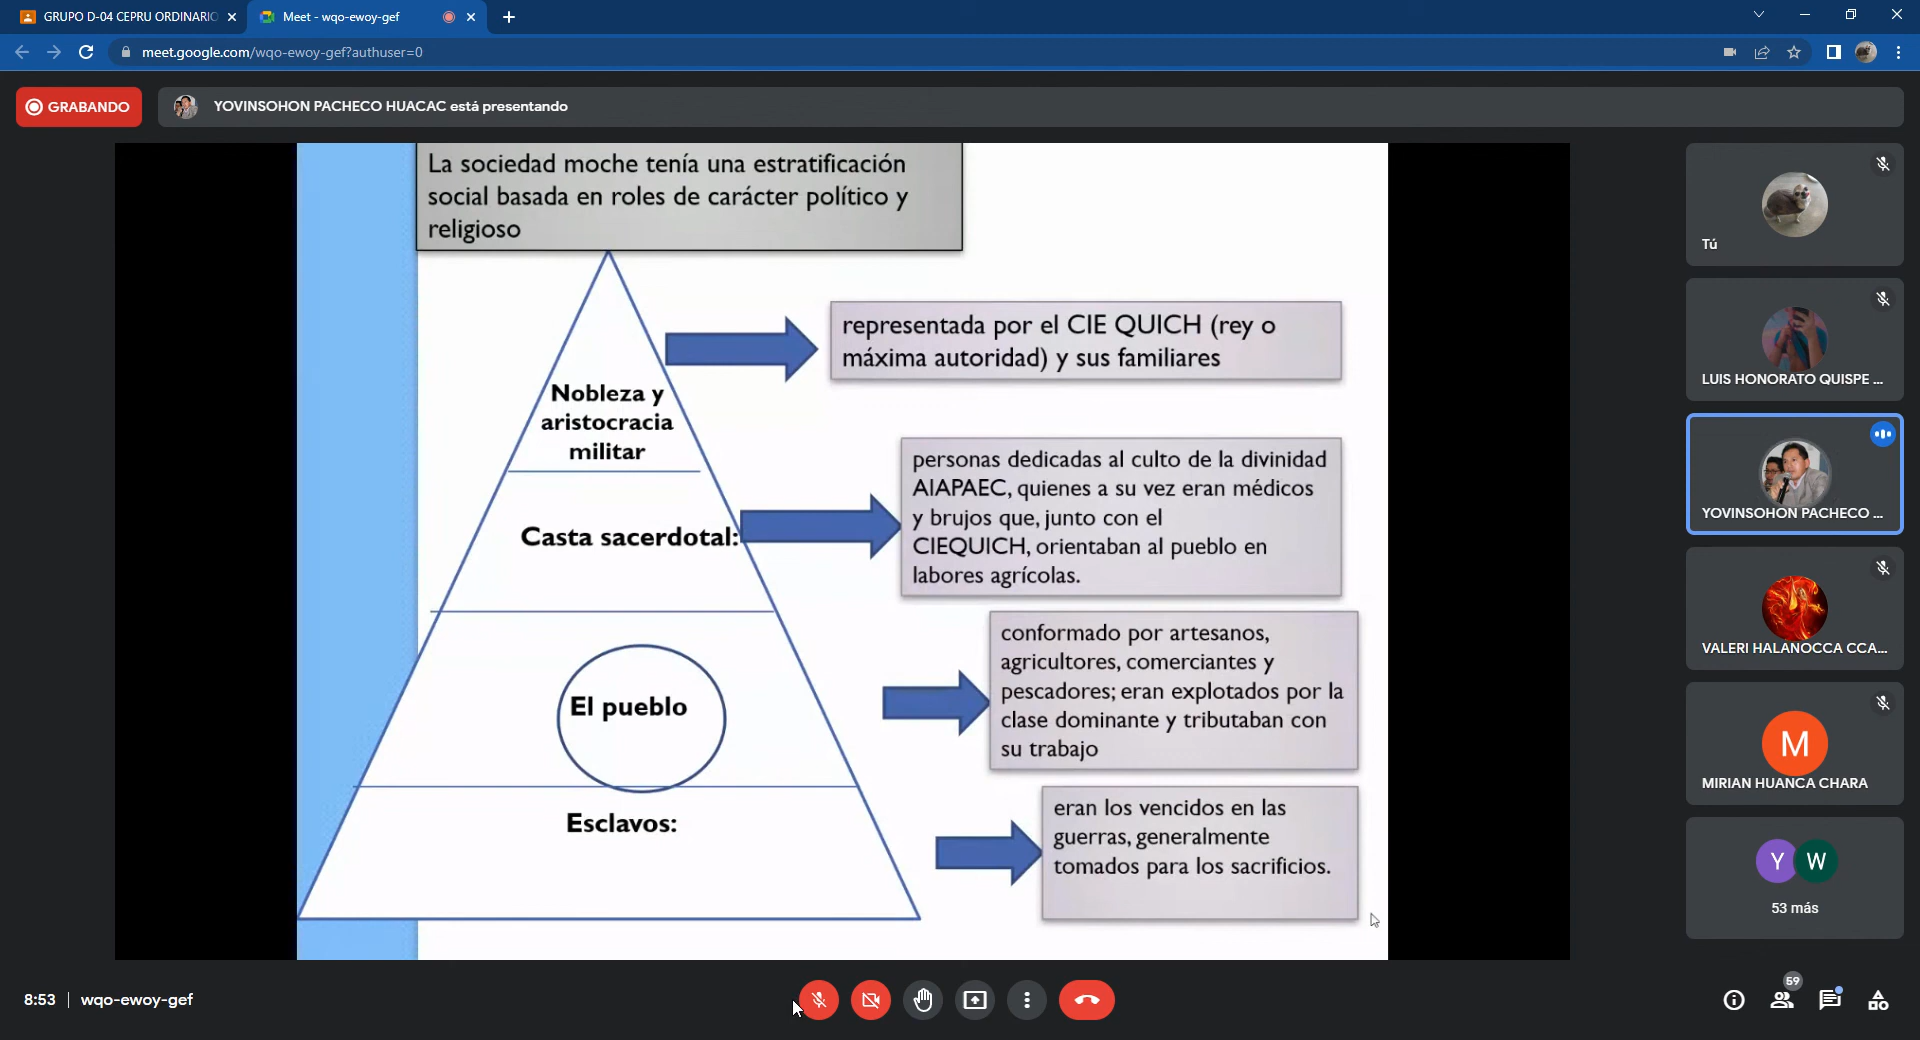 GRUPO D-04 CEPRU ORDINARIO
Meet - wqo-ewoy-gef
meet.google.com/wqo-ewoy-gef?authuser=0
GRABANDO
YOVINSOHON PACHECO HUACAC está presentando
La sociedad moche tenía una estratificación
social basada en roles de carácter político y
religioso
representada por el CIE QUICH (rey o
máxima autoridad) y sus familiares
Nobleza y
aristocracia
militar
personas dedicadas al culto de la divinidad
AIAPAEC, quienes a su vez eran médicos
y brujos que, junto con el
CIEQUICH, orientaban al pueblo en
labores agrícolas.
Casta sacerdotal:
conformado por artesanos,
agricultores, comerciantes y
pescadores; eran explotados por la
clase dominante y tributaban con
su trabajo
El pueblo
Esclavos:
eran los vencidos en las
guerras, generalmente
tomados para los sacrificios.
Tú
LUIS HONORATO QUISPE ...
YOVINSOHON PACHECO ...
VALERI HALANOCCA CCA...
M
MIRIAN HUANCA CHARA
Y W
53 más
8:53 | wqo-ewoy-gef
59